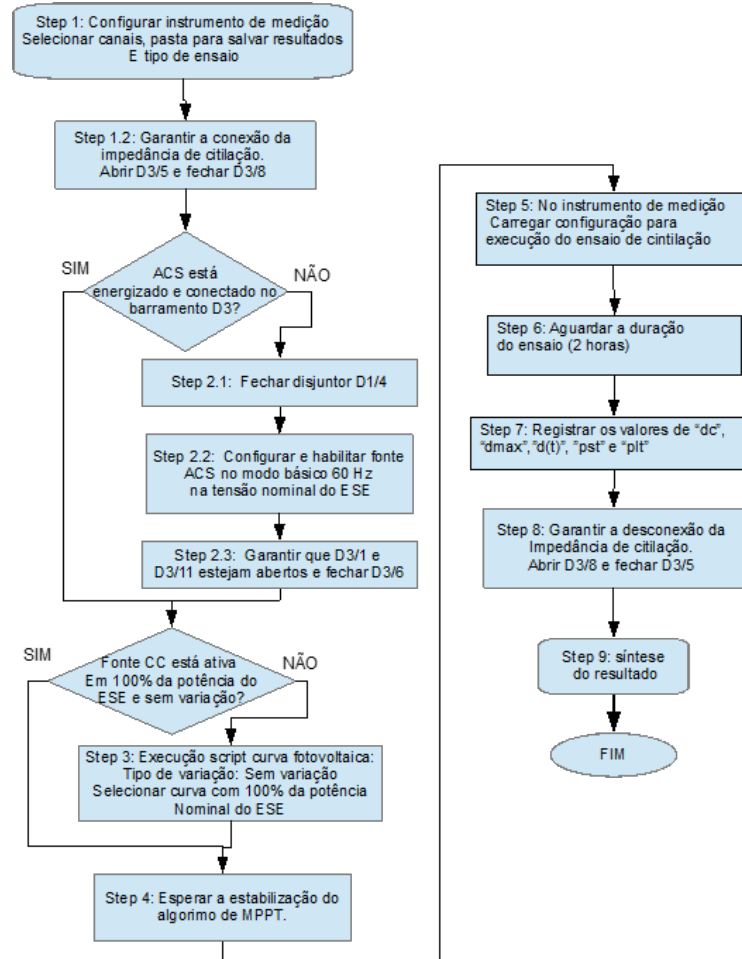 Step 1: Configurar instrumento de medição
Selecionar canais, pasta para salvar resultados
E tipo de ensaio
Step 1.2: Garantir a conexão da
impedância de citilação.
Abrir D3/5 e fechar D3/8
SIM
NÃO
ACS está
energizado e conectado no
barramento D3?
Step 2.1: Fechar disjuntor D1/4
Step 2.2: Configurar e habilitar fonte
ACS no modo básico 60 Hz
na tensão nominal do ESE
Step 2.3: Garantir que D3/1 e
D3/11 estejam abertos e fechar D3/6
SIM
NÃO
Fonte CC está ativa
Em 100% da potência do
ESE e sem variação?
Step 3: Execução script curva fotovoltaica:
Tipo de variação: Sem variação
Selecionar curva com 100% da potência
Nominal do ESE
Step 4: Esperar a estabilização do
algorimo de MPPT.
Step 5: No instrumento de medição
Carregar configuração para
execução do ensaio de cintilação
Step 6: Aguardar a duração
do ensaio (2 horas)
Step 7: Registrar os valores de “dc”,
“dmax”,”d(t)”, ”pst” e “plt”
Step 8: Garantir a desconexão da
Impedância de citilação.
Abrir D3/8 e fechar D3/5
Step 9: síntese
do resultado
FIM